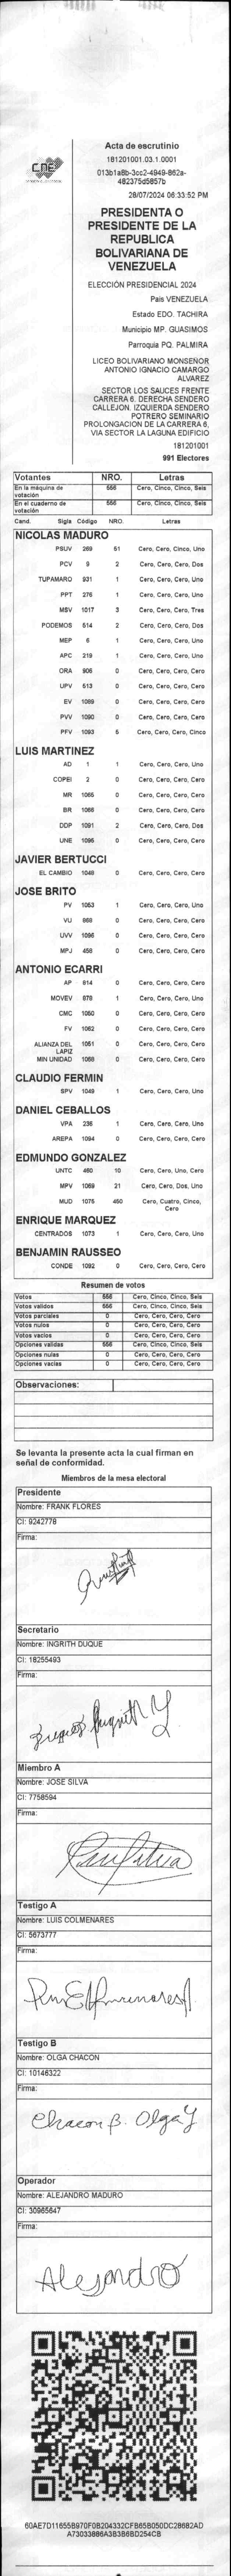 CNE
Acta de escrutinio
181201001.03.1.0001
013b1a8b-3cc2-4949-862a-
482375d5857b
28/07/2024 06:33:52 PM
PRESIDENTA O
PRESIDENTE DE LA
REPUBLICA
BOLIVARIANA DE
VENEZUELA
ELECCIÓN PRESIDENCIAL 2024
País VENEZUELA
Estado EDO. TACHIRA
Municipio MP. GUASIMOS
Parroquia PQ. PALMIRA
LICEO BOLIVARIANO MONSEÑOR
ANTONIO IGNACIO CAMARGO
ALVAREZ
SECTOR LOS SAUCES FRENTE
CARRERA 6. DERECHA SENDERO
CALLEJON. IZQUIERDA SENDERO
POTRERO SEMINARIO
PROLONGACION DE LA CARRERA 6,
VIA SECTOR LA LAGUNA EDIFICIO
181201001
991 Electores
Votantes NRO. Letras
En la máquina de votación 556 Cero, Cinco, Cinco, Seis
En el cuaderno de votación 556 Cero, Cinco, Cinco, Seis
Cand. Sigla Código NRO. Letras
NICOLAS MADURO
PSUV 269 51 Cero, Cero, Cinco, Uno
PCV 9 2 Cero, Cero, Cero, Dos
TUPAMARO 931 1 Cero, Cero, Cero, Uno
PPT 276 1 Cero, Cero, Cero, Uno
MSV 1017 3 Cero, Cero, Cero, Tres
PODEMOS 514 2 Cero, Cero, Cero, Dos
MEP 6 1 Cero, Cero, Cero, Uno
APC 219 1 Cero, Cero, Cero, Uno
ORA 906 0 Cero, Cero, Cero, Cero
UPV 513 0 Cero, Cero, Cero, Cero
EV 1089 0 Cero, Cero, Cero, Cero
PVV 1090 0 Cero, Cero, Cero, Cero
PFV 1093 5 Cero, Cero, Cero, Cinco
LUIS MARTINEZ
AD 1 1 Cero, Cero, Cero, Uno
COPEI 2 0 Cero, Cero, Cero, Cero
MR 1065 0 Cero, Cero, Cero, Cero
BR 1066 0 Cero, Cero, Cero, Cero
DDP 1091 2 Cero, Cero, Cero, Dos
UNE 1095 0 Cero, Cero, Cero, Cero
JAVIER BERTUCCI
EL CAMBIO 1048 0 Cero, Cero, Cero, Cero
JOSE BRITO
PV 1053 1 Cero, Cero, Cero, Uno
VU 868 0 Cero, Cero, Cero, Cero
UVV 1096 0 Cero, Cero, Cero, Cero
MPJ 458 0 Cero, Cero, Cero, Cero
ANTONIO ECARRI
AP 814 0 Cero, Cero, Cero, Cero
MOVEV 878 1 Cero, Cero, Cero, Uno
CMC 1050 0 Cero, Cero, Cero, Cero
FV 1062 0 Cero, Cero, Cero, Cero
ALIANZA DEL LAPIZ 1051 0 Cero, Cero, Cero, Cero
MIN UNIDAD 1088 0 Cero, Cero, Cero, Cero
CLAUDIO FERMIN
SPV 1049 1 Cero, Cero, Cero, Uno
DANIEL CEBALLOS
VPA 236 1 Cero, Cero, Cero, Uno
AREPA 1094 0 Cero, Cero, Cero, Cero
EDMUNDO GONZALEZ
UNTC 460 10 Cero, Cero, Uno, Cero
MPV 1069 21 Cero, Cero, Dos, Uno
MUD 1075 450 Cero, Cuatro, Cinco,
Cero
ENRIQUE MARQUEZ
CENTRADOS 1073 1 Cero, Cero, Cero, Uno
BENJAMIN RAUSSEO
CONDE 1092 0 Cero, Cero, Cero, Cero
Resumen de votos
Votos 556 Cero, Cinco, Cinco, Seis
Votos validos 556 Cero, Cinco, Cinco, Seis
Votos parciales 0 Cero, Cero, Cero, Cero
Votos nulos 0 Cero, Cero, Cero, Cero
Votos vacios 0 Cero, Cero, Cero, Cero
Opciones validas 556 Cero, Cinco, Cinco, Seis
Opciones nulas 0 Cero, Cero, Cero, Cero
Opciones vacias 0 Cero, Cero, Cero, Cero
Observaciones:
Se levanta la presente acta la cual firman en
señal de conformidad.
Miembros de la mesa electoral
Presidente
Nombre: FRANK FLORES
CI: 9242778
Firma:
Secretario
Nombre: INGRITH DUQUE
CI: 18255493
Firma:
Miembro A
Nombre: JOSE SILVA
CI: 7758594
Firma:
Testigo A
Nombre: LUIS COLMENARES
CI: 5673777
Firma:
Testigo B
Nombre: OLGA CHACON
CI: 10146322
Firma:
Chacon B. Olga Y
Operador
Nombre: ALEJANDRO MADURO
CI: 30965647
Firma:
Alejandro
60AE7D11655B970F0B204332CFB65B050DC28682AD
A73033886A3B3B6BD254CB